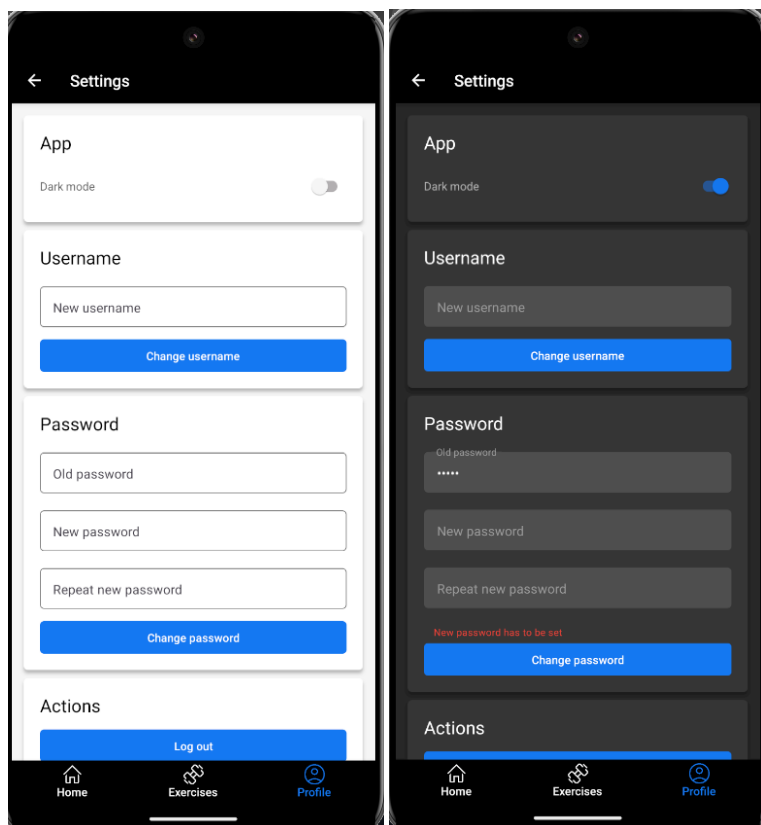 Settings
App
Dark mode
Username
New username
Change username
Password
Old password
New password
Repeat new password
Change password
Actions
Log out
Home Exercises Profile
Settings
App
Dark mode
Username
New username
Change username
Password
Old password
•••••
New password
Repeat new password
New password has to be set
Change password
Actions
Home Exercises Profile